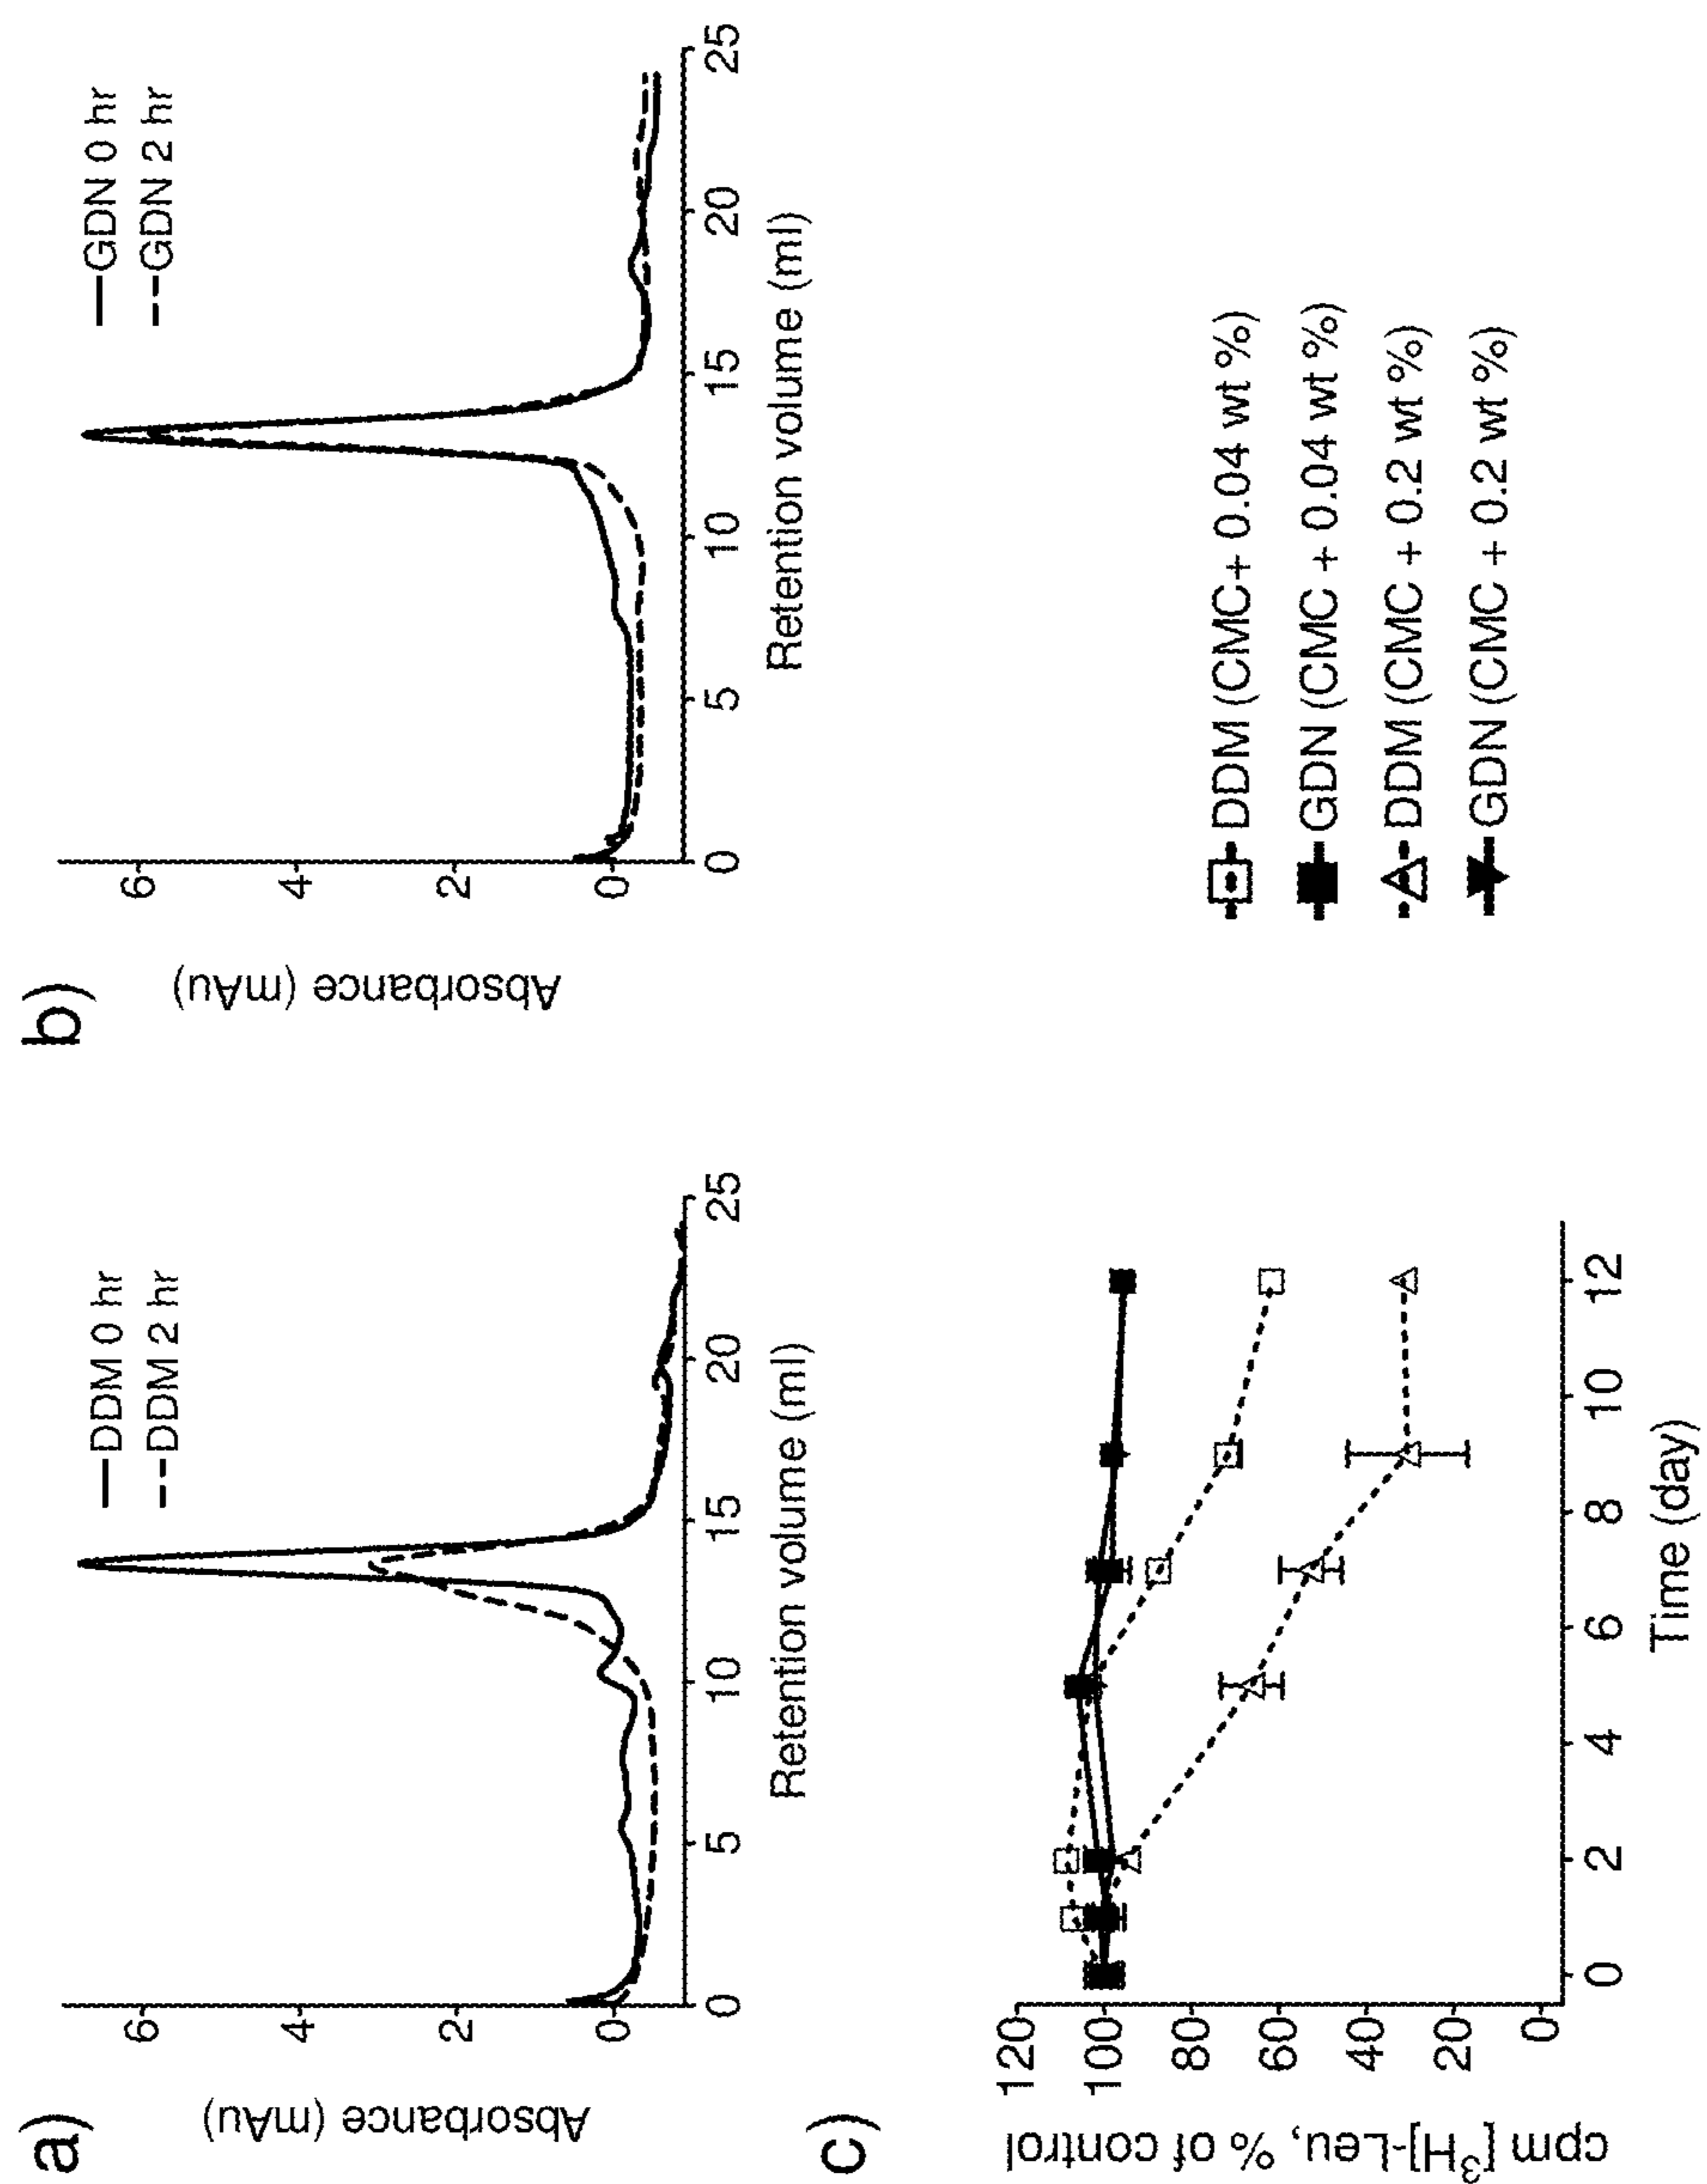 a)
Absorbance (mAu)
6
4
2
0
0 5 10 15 20 25
Retention volume (ml)
DDM 0 hr
DDM 2 hr
b)
Absorbance (mAu)
6
4
2
0
0 5 10 15 20 25
Retention volume (ml)
GDN 0 hr
GDN 2 hr
c)
cpm [³H]-Leu, % of control
120
100
80
60
40
20
0
0 2 4 6 8 10 12
Time (day)
DDM (CMC+ 0.04 wt %)
GDN (CMC + 0.04 wt %)
DDM (CMC + 0.2 wt %)
GDN (CMC + 0.2 wt %)